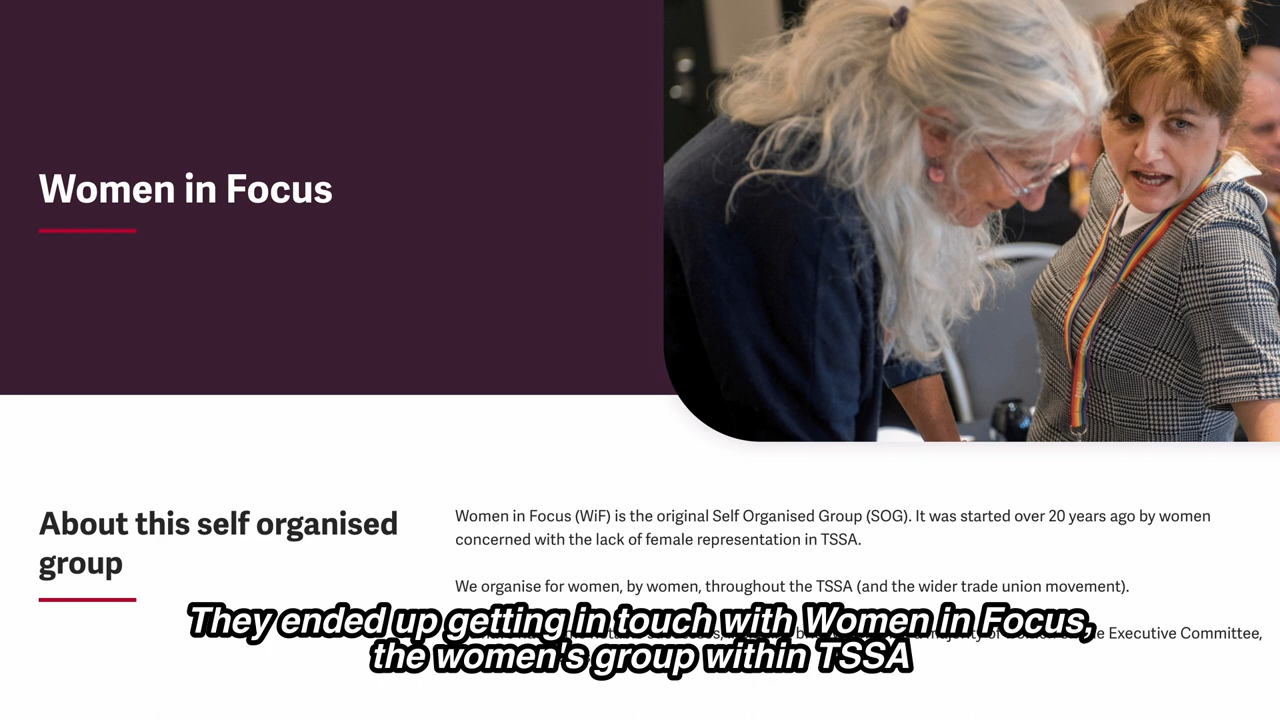 Women in Focus
About this self organised
group
Women in Focus (WiF) is the original Self Organised Group (SOG). It was started over 20 years ago by women
concerned with the lack of female representation in TSSA.
We organise for women, by women, throughout the TSSA (and the wider trade union movement).
Executive Committee,
They ended up getting in touch with Women in Focus,
the women's group within TSSA